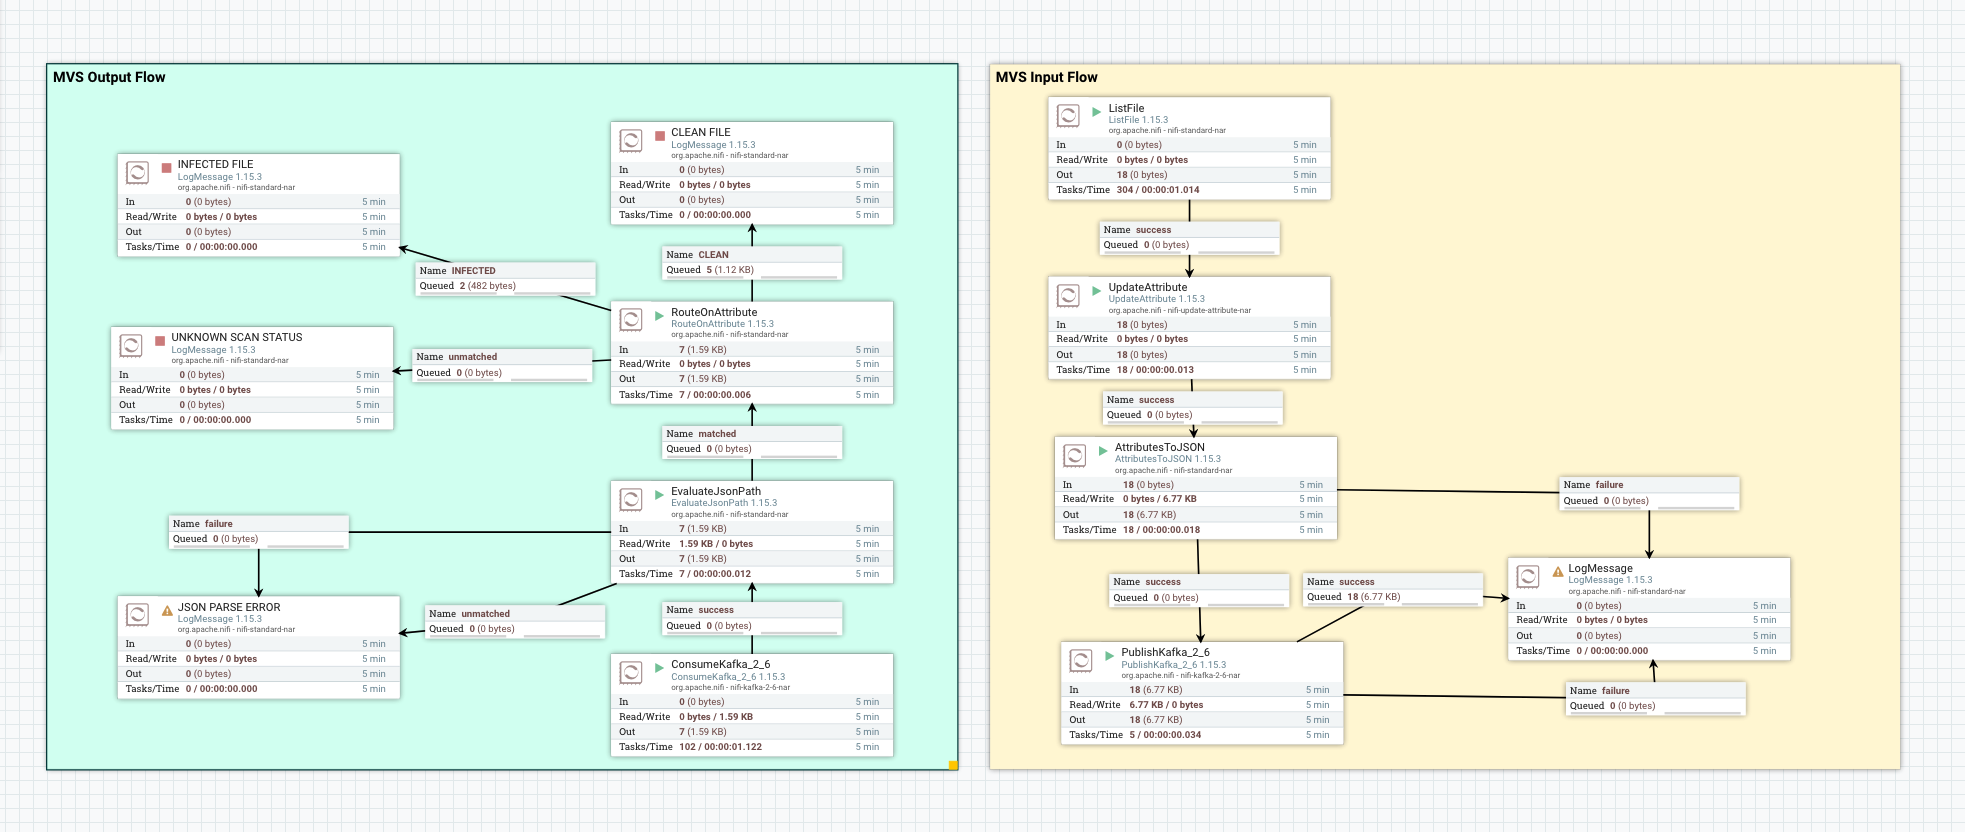 MVS Output Flow
INFECTED FILE
LogMessage 1.15.3
org.apache.nifi - nifi-standard-nar
In 0 (0 bytes) 5 min
Read/Write 0 bytes / 0 bytes 5 min
Out 0 (0 bytes) 5 min
Tasks/Time 0 / 00:00:00.000 5 min
CLEAN FILE
LogMessage 1.15.3
org.apache.nifi - nifi-standard-nar
In 0 (0 bytes) 5 min
Read/Write 0 bytes / 0 bytes 5 min
Out 0 (0 bytes) 5 min
Tasks/Time 0 / 00:00:00.000 5 min
Name INFECTED
Queued 2 (482 bytes)
Name CLEAN
Queued 5 (1.12 KB)
UNKNOWN SCAN STATUS
LogMessage 1.15.3
org.apache.nifi - nifi-standard-nar
In 0 (0 bytes) 5 min
Read/Write 0 bytes / 0 bytes 5 min
Out 0 (0 bytes) 5 min
Tasks/Time 0 / 00:00:00.000 5 min
Name unmatched
Queued 0 (0 bytes)
RouteOnAttribute
RouteOnAttribute 1.15.3
org.apache.nifi - nifi-standard-nar
In 7 (1.59 KB) 5 min
Read/Write 0 bytes / 0 bytes 5 min
Out 7 (1.59 KB) 5 min
Tasks/Time 7 / 00:00:00.006 5 min
Name matched
Queued 0 (0 bytes)
EvaluateJsonPath
EvaluateJsonPath 1.15.3
org.apache.nifi - nifi-standard-nar
In 7 (1.59 KB) 5 min
Read/Write 1.59 KB / 0 bytes 5 min
Out 7 (1.59 KB) 5 min
Tasks/Time 7 / 00:00:00.012 5 min
Name failure
Queued 0 (0 bytes)
JSON PARSE ERROR
LogMessage 1.15.3
org.apache.nifi - nifi-standard-nar
In 0 (0 bytes) 5 min
Read/Write 0 bytes / 0 bytes 5 min
Out 0 (0 bytes) 5 min
Tasks/Time 0 / 00:00:00.000 5 min
Name unmatched
Queued 0 (0 bytes)
Name success
Queued 0 (0 bytes)
ConsumeKafka_2_6
ConsumeKafka_2_6 1.15.3
org.apache.nifi - nifi-kafka-2-6-nar
In 0 (0 bytes) 5 min
Read/Write 0 bytes / 1.59 KB 5 min
Out 7 (1.59 KB) 5 min
Tasks/Time 102 / 00:00:01.122 5 min
MVS Input Flow
ListFile
ListFile 1.15.3
org.apache.nifi - nifi-standard-nar
In 0 (0 bytes) 5 min
Read/Write 0 bytes / 0 bytes 5 min
Out 18 (0 bytes) 5 min
Tasks/Time 304 / 00:00:01.014 5 min
Name success
Queued 0 (0 bytes)
UpdateAttribute
UpdateAttribute 1.15.3
org.apache.nifi - nifi-update-attribute-nar
In 18 (0 bytes) 5 min
Read/Write 0 bytes / 0 bytes 5 min
Out 18 (0 bytes) 5 min
Tasks/Time 18 / 00:00:00.013 5 min
Name success
Queued 0 (0 bytes)
AttributesToJSON
AttributesToJSON 1.15.3
org.apache.nifi - nifi-standard-nar
In 18 (0 bytes) 5 min
Read/Write 0 bytes / 6.77 KB 5 min
Out 18 (6.77 KB) 5 min
Tasks/Time 18 / 00:00:00.018 5 min
Name failure
Queued 0 (0 bytes)
Name success
Queued 0 (0 bytes)
Name success
Queued 18 (6.77 KB)
LogMessage
LogMessage 1.15.3
org.apache.nifi - nifi-standard-nar
In 0 (0 bytes) 5 min
Read/Write 0 bytes / 0 bytes 5 min
Out 0 (0 bytes) 5 min
Tasks/Time 0 / 00:00:00.000 5 min
PublishKafka_2_6
PublishKafka_2_6 1.15.3
org.apache.nifi - nifi-kafka-2-6-nar
In 18 (6.77 KB) 5 min
Read/Write 6.77 KB / 0 bytes 5 min
Out 18 (6.77 KB) 5 min
Tasks/Time 5 / 00:00:00.034 5 min
Name failure
Queued 0 (0 bytes)